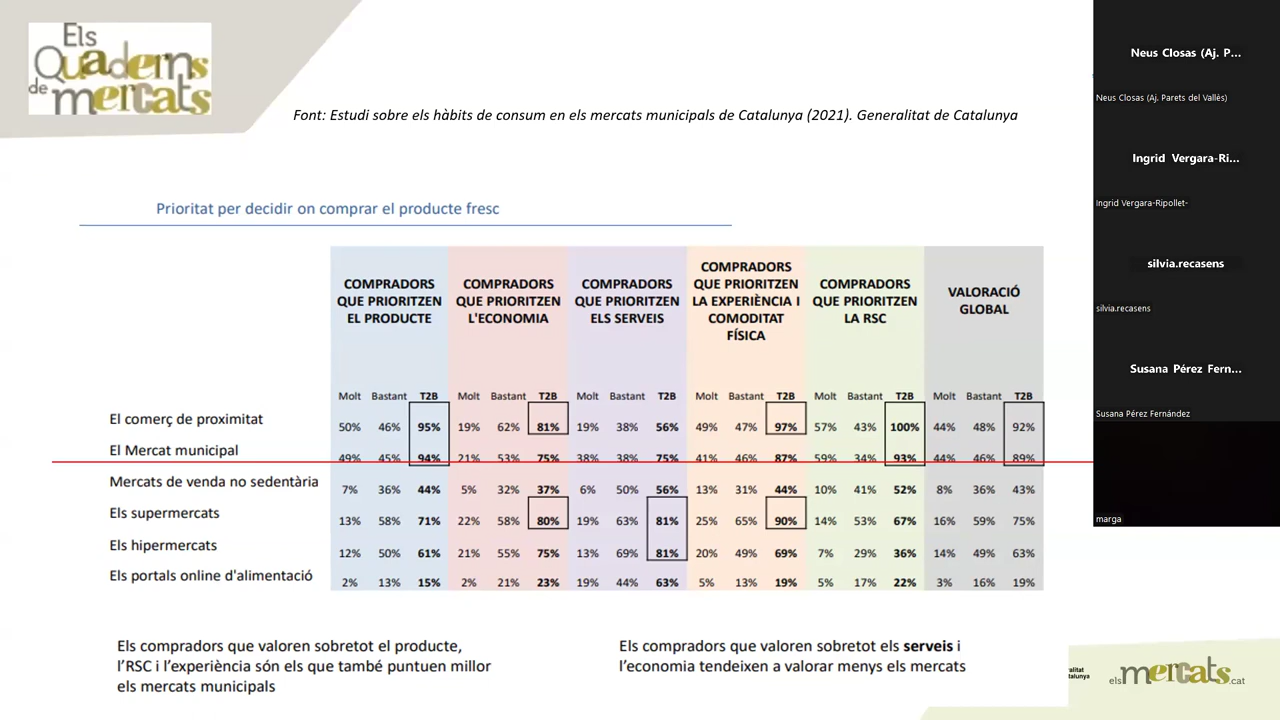 Els
Quaderns
de mercats
Font: Estudi sobre els hàbits de consum en els mercats municipals de Catalunya (2021). Generalitat de Catalunya
Prioritat per decidir on comprar el producte fresc
COMPRADORS QUE PRIORITZEN EL PRODUCTE
COMPRADORS QUE PRIORITZEN L'ECONOMIA
COMPRADORS QUE PRIORITZEN ELS SERVEIS
COMPRADORS QUE PRIORITZEN LA EXPERIÈNCIA I COMODITAT FÍSICA
COMPRADORS QUE PRIORITZEN LA RSC
VALORACIÓ GLOBAL
Molt Bastant T2B Molt Bastant T2B Molt Bastant T2B Molt Bastant T2B Molt Bastant T2B Molt Bastant T2B
El comerç de proximitat 50% 46% 95% 19% 62% 81% 19% 38% 56% 49% 47% 97% 57% 43% 100% 44% 48% 92%
El Mercat municipal 49% 45% 94% 21% 53% 75% 38% 38% 75% 41% 46% 87% 59% 34% 93% 44% 46% 89%
Mercats de venda no sedentària 7% 36% 44% 5% 32% 37% 6% 50% 56% 13% 31% 44% 10% 41% 52% 8% 36% 43%
Els supermercats 13% 58% 71% 22% 58% 80% 19% 63% 81% 25% 65% 90% 14% 53% 67% 16% 59% 75%
Els hipermercats 12% 50% 61% 21% 55% 75% 13% 69% 81% 20% 49% 69% 7% 29% 36% 14% 49% 63%
Els portals online d'alimentació 2% 13% 15% 2% 21% 23% 19% 44% 63% 5% 13% 19% 5% 17% 22% 3% 16% 19%
Els compradors que valoren sobretot el producte,
l'RSC i l'experiència són els que també puntuen millor
els mercats municipals
Els compradors que valoren sobretot els serveis i
l'economia tendeixen a valorar menys els mercats
ralitat
talunya
els mercats.cat
Neus Closas (Aj. P...
Neus Closas (Aj. Parets del Vallès)
Ingrid Vergara-Ri...
Ingrid Vergara-Ripollet-
silvia.recasens
silvia.recasens
Susana Pérez Fern...
Susana Pérez Fernández
marga